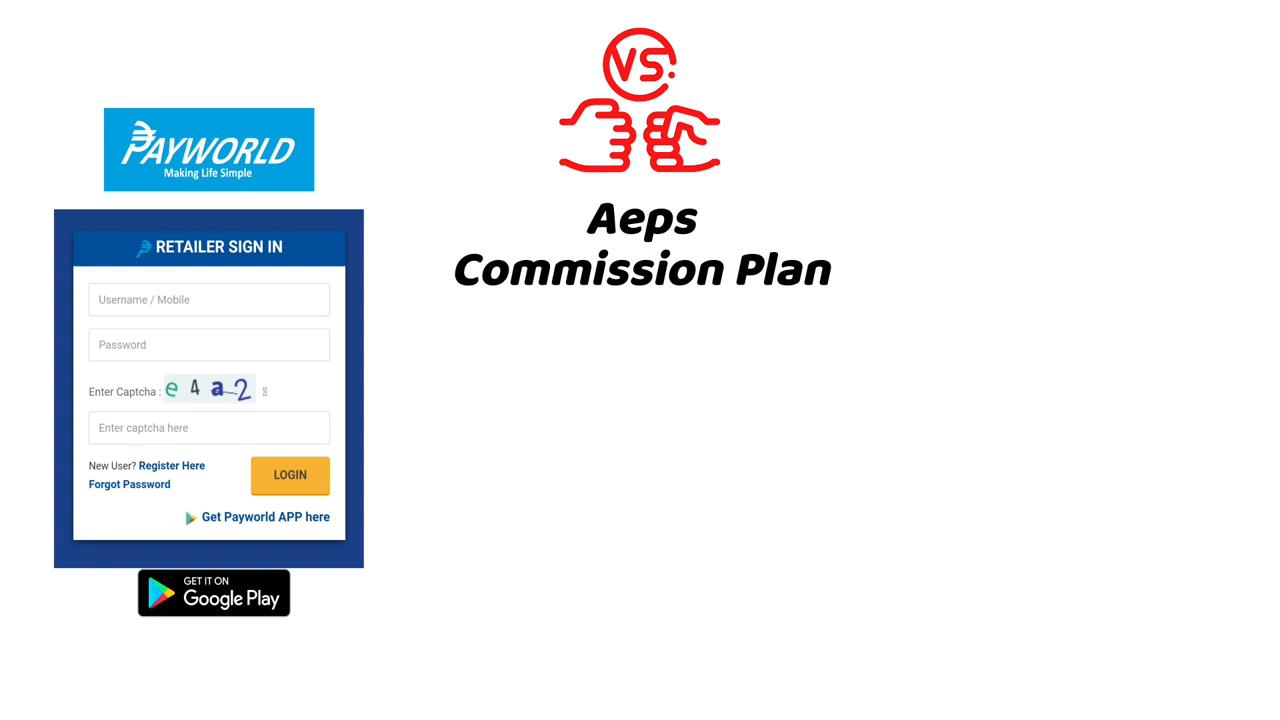 VS.
PAYWORLD
Making Life Simple
Aeps
Commission Plan
RETAILER SIGN IN
Username / Mobile
Password
Enter Captcha : e 4 a 2
Enter captcha here
New User? Register Here
LOGIN
Forgot Password
Get Payworld APP here
GET IT ON
Google Play